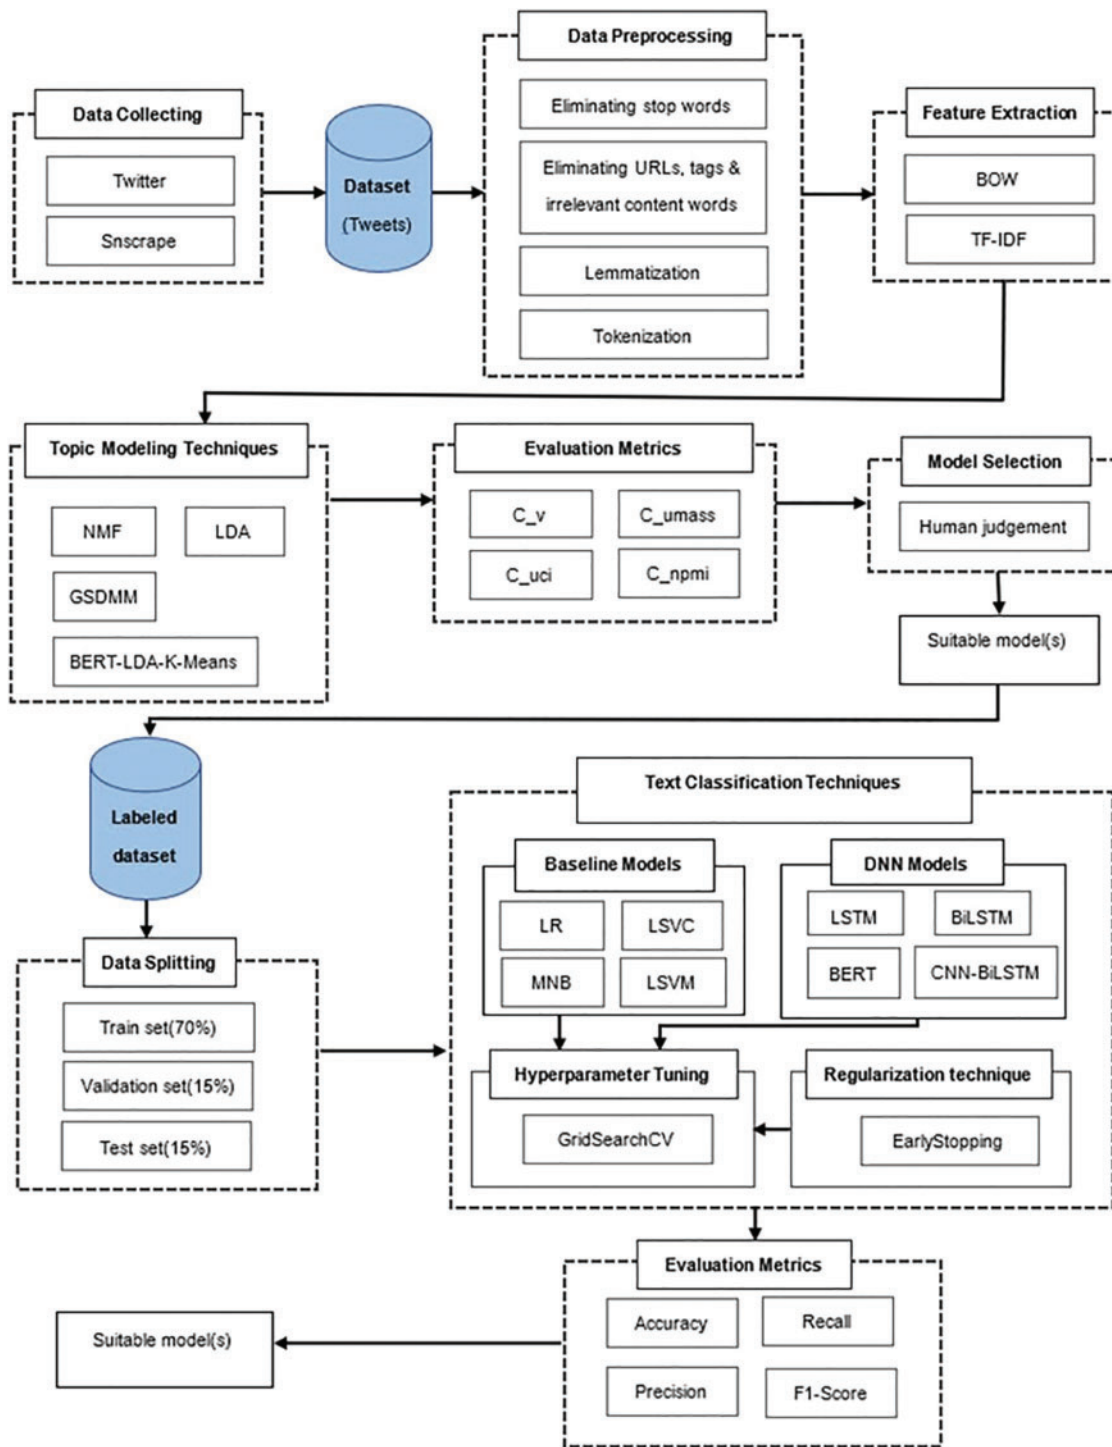 Data Collecting
Twitter
Snscrape
Dataset
(Tweets)
Data Preprocessing
Eliminating stop words
Eliminating URLs, tags &
irrelevant content words
Lemmatization
Tokenization
Feature Extraction
BOW
TF-IDF
Topic Modeling Techniques
NMF
LDA
GSDMM
BERT-LDA-K-Means
Evaluation Metrics
C_v
C_umass
C_uci
C_npmi
Model Selection
Human judgement
Suitable model(s)
Labeled
dataset
Data Splitting
Train set(70%)
Validation set(15%)
Test set(15%)
Text Classification Techniques
Baseline Models
LR
LSVC
MNB
LSVM
DNN Models
LSTM
BiLSTM
BERT
CNN-BiLSTM
Hyperparameter Tuning
GridSearchCV
Regularization technique
EarlyStopping
Evaluation Metrics
Accuracy
Recall
Precision
F1-Score
Suitable model(s)